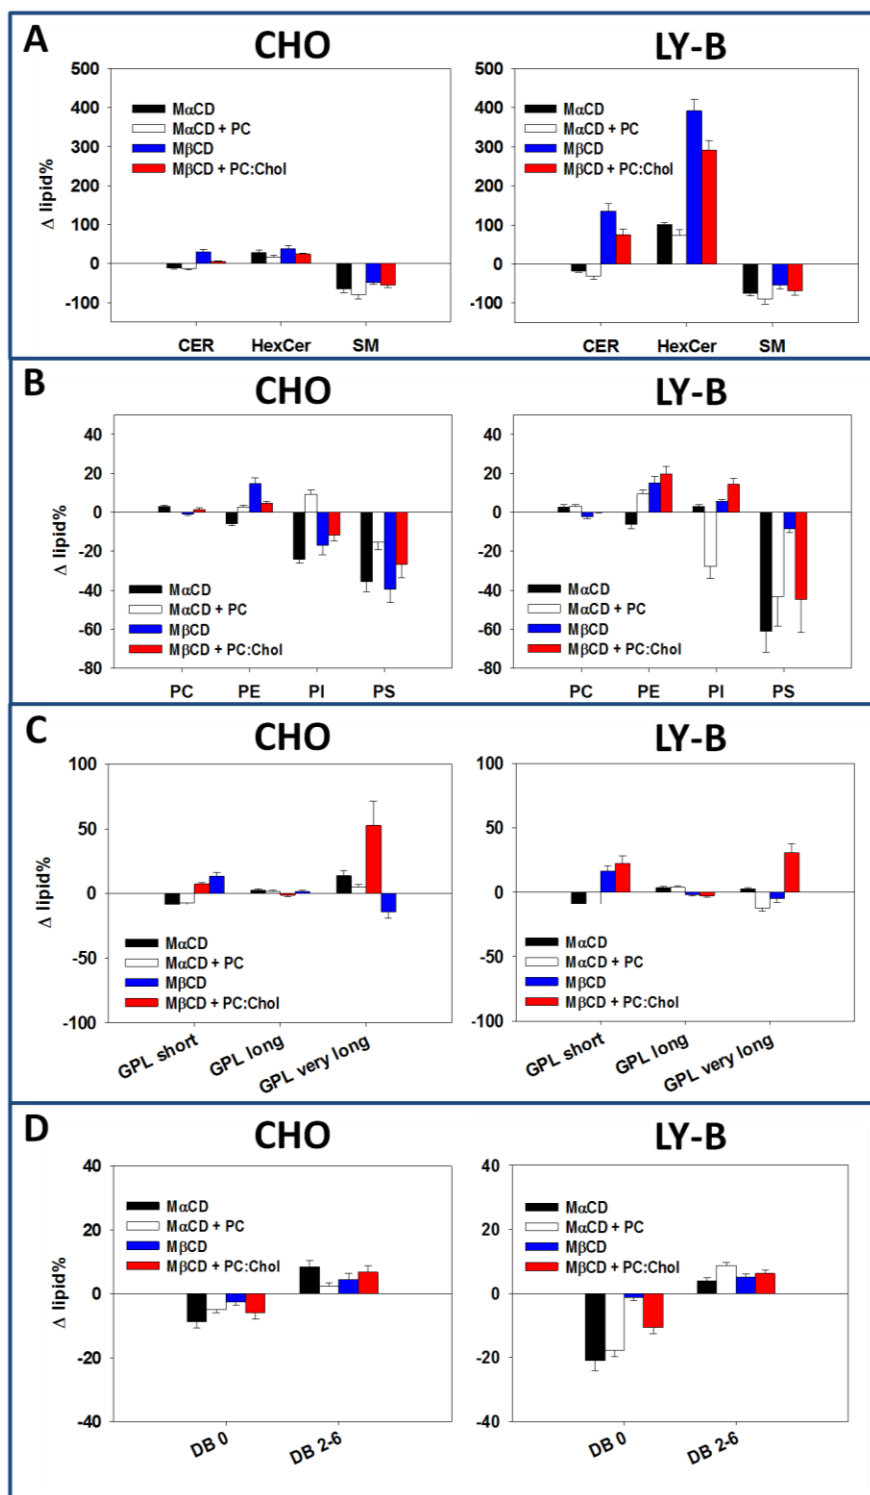 A
CHO
LY-B
500
400
300
200
100
0
-100
Δ lipid%
MαCD
MαCD + PC
MβCD
MβCD + PC:Chol
CER HexCer SM
500
400
300
200
100
0
-100
MαCD
MαCD + PC
MβCD
MβCD + PC:Chol
CER HexCer SM
B
CHO
LY-B
40
20
0
-20
-40
-60
-80
Δ lipid%
MαCD
MαCD + PC
MβCD
MβCD + PC:Chol
PC PE PI PS
40
20
0
-20
-40
-60
-80
MαCD
MαCD + PC
MβCD
MβCD + PC:Chol
PC PE PI PS
C
CHO
LY-B
100
50
0
-50
-100
Δ lipid%
MαCD
MαCD + PC
MβCD
MβCD + PC:Chol
GPL short
GPL long
GPL very long
100
50
0
-50
-100
MαCD
MαCD + PC
MβCD
MβCD + PC:Chol
GPL short
GPL long
GPL very long
D
CHO
LY-B
40
20
0
-20
-40
Δ lipid%
MαCD
MαCD + PC
MβCD
MβCD + PC:Chol
DB 0
DB 2-6
40
20
0
-20
-40
MαCD
MαCD + PC
MβCD
MβCD + PC:Chol
DB 0
DB 2-6